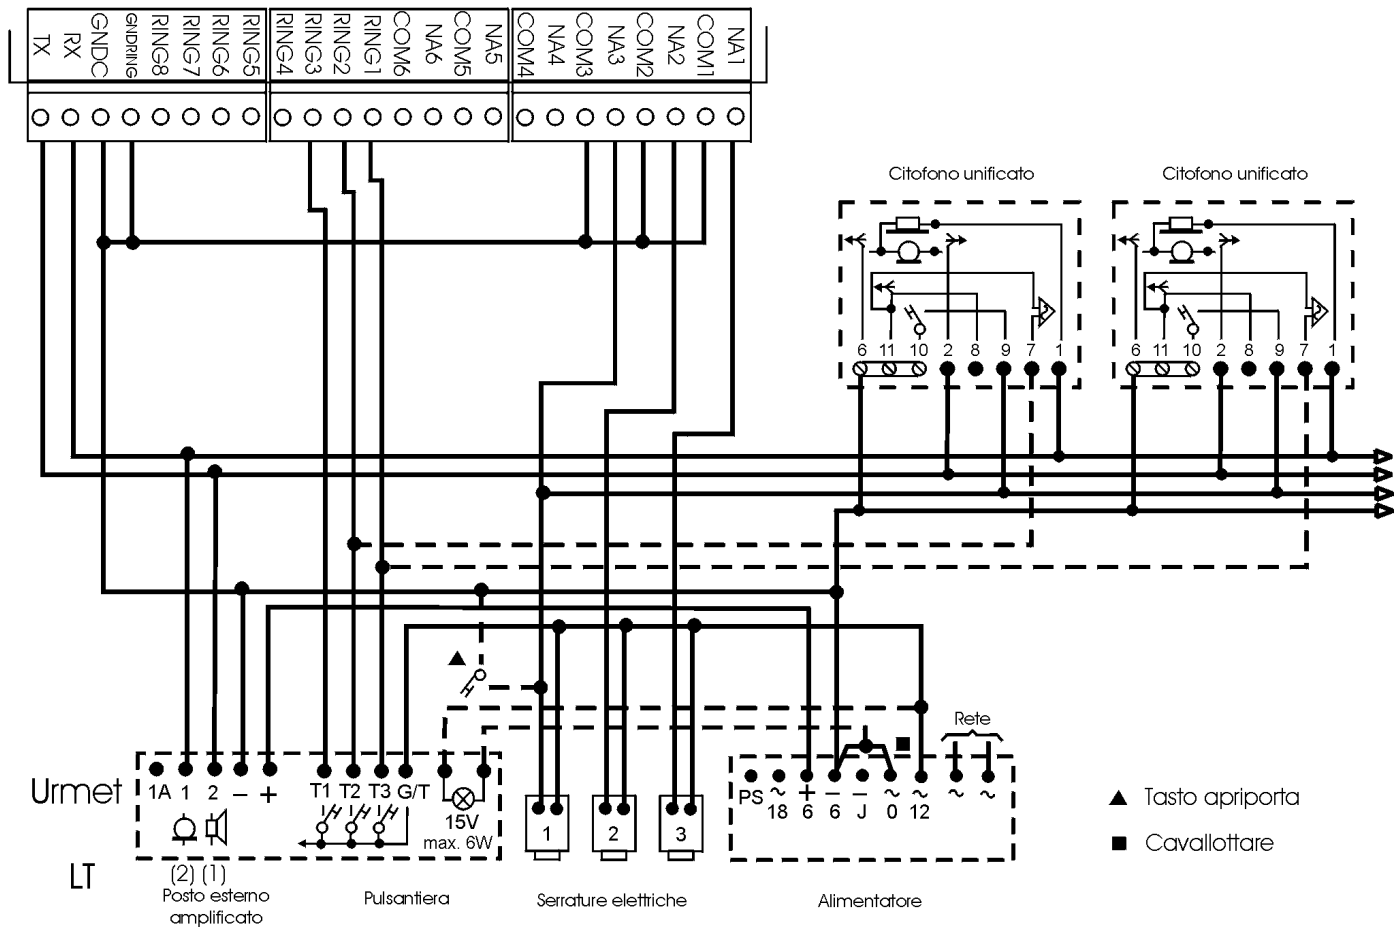 TX RX GNDC GNDRING RING8 RING7 RING6 RING5 RING4 RING3 RING2 RING1 COM6 NA6 COM5 NA5 COM4 NA4 COM3 NA3 COM2 NA2 COM1 NA1
Citofono unificato Citofono unificato
6 11 10 2 8 9 7 1 6 11 10 2 8 9 7 1
Rete
Urmet
1A 1 2 − +
T1 T2 T3 G/T
15V
max. 6W
1 2 3
PS ~ 18 + 6 − 6 − J ~ 0 ~ 12 ~ ~
▲ Tasto apriporta
■ Cavallottare
LT
(2) (1)
Posto esterno
amplificato
Pulsantiera
Serrature elettriche
Alimentatore